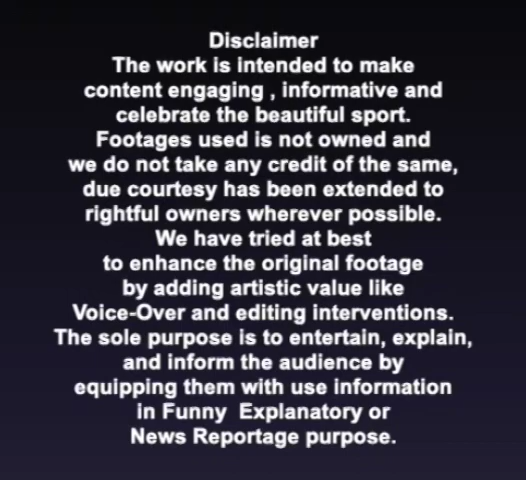 Disclaimer
The work is intended to make
content engaging , informative and
celebrate the beautiful sport.
Footages used is not owned and
we do not take any credit of the same,
due courtesy has been extended to
rightful owners wherever possible.
We have tried at best
to enhance the original footage
by adding artistic value like
Voice-Over and editing interventions.
The sole purpose is to entertain, explain,
and inform the audience by
equipping them with use information
in Funny  Explanatory or
News Reportage purpose.